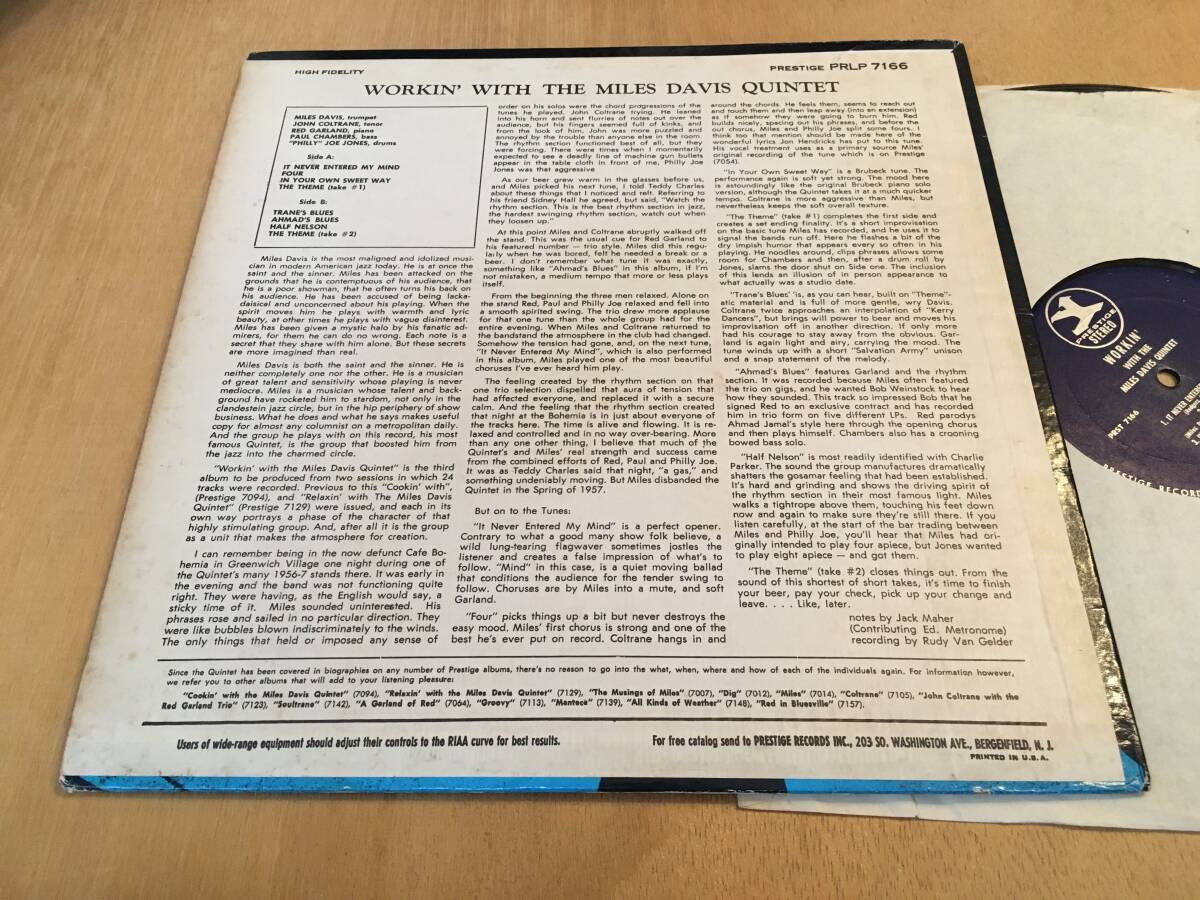 HIGH FIDELITY
PRESTIGE PRLP 7166
WORKIN' WITH THE MILES DAVIS QUINTET
MILES DAVIS, trumpet
JOHN COLTRANE, tenor
RED GARLAND, piano
PAUL CHAMBERS, bass
"PHILLY" JOE JONES, drums
Side A:
IT NEVER ENTERED MY MIND
FOUR
IN YOUR OWN SWEET WAY
THE THEME (take #1)
Side B:
TRANE'S BLUES
AHMAD'S BLUES
HALF NELSON
THE THEME (take #2)
Miles Davis is the most maligned and idolized musi-
cian in modern American jazz today. He is at once the
saint and the sinner. Miles has been attacked on the
grounds that he is contemptuous of his audience, that
he is a poor showman, that he often turns his back on
his audience. He has been accused of being lacka-
daisical and unconcerned about his playing. When the
spirit moves him he plays with warmth and lyric
beauty, at other times he plays with vague disinterest.
Miles has been given a mystic halo by his fanatic ad-
mirers, for them he can do no wrong. Each note is a
secret that they share with him alone. But these secrets
are more imagined than real.
Miles Davis is both the saint and the sinner. He is
neither completely one nor the other. He is a musician
of great talent and sensitivity whose playing is never
mediocre. Miles is a musician whose talent and back-
ground have rocketed him to stardom, not only in the
clandestein jazz circle, but in the hip periphery of show
business. What he does and what he says makes useful
copy for almost any columnist on a metropolitan daily.
And the group he plays with on this record, his most
famous Quintet, is the group that boosted him from
the jazz into the charmed circle.
"Workin' with the Miles Davis Quintet" is the third
album to be produced from two sessions in which 24
tracks were recorded. Previous to this "Cookin' with",
(Prestige 7094), and "Relaxin' with The Miles Davis
Quintet" (Prestige 7129) were issued, and each in its
own way portrays a phase of the character of that
highly stimulating group. And, after all it is the group
as a unit that makes the atmosphere for creation.
I can remember being in the now defunct Cafe Bo-
hemia in Greenwich Village one night during one of
the Quintet's many 1956-7 stands there. It was early in
the evening and the band was not functioning quite
right. They were having, as the English would say, a
sticky time of it. Miles sounded uninterested. His
phrases rose and sailed in no particular direction. They
were like bubbles blown indiscriminately to the winds.
The only things that held or imposed any sense of
order on his solos were the chord progressions of the
tunes he played. John Coltrane trying. He leaned
into his horn and sent flurries of notes out over the
audience, but his fingers seemed full of kinks, and
from the look of him, John was more puzzled and
annoyed by the trouble than anyone else in the room.
The rhythm section functioned best of all, but they
were forcing. There were times when I momentarily
expected to see a deadly line of machine gun bullets
appear in the table cloth in front of me, Philly Joe
Jones was that aggressive
As our beer grew warm in the glasses before us,
and Miles picked his next tune, I told Teddy Charles
about these things that I noticed and relt. Referring to
his friend Sidney Hall he agreed, but said, "Watch the
rhythm section. This is the best rhythm section in jazz,
the hardest swinging rhythm section, watch out when
they loosen up."
At this point Miles and Coltrane abruptly walked off
the stand. This was the usual cue for Red Garland to
his featured number — trio style. Miles did this regu-
larly when he was bored, felt he needed a break or a
beer. I don't remember what tune it was exactly,
something like "Ahmad's Blues" in this album, if I'm
not mistaken, a medium tempo that more or less plays
itself.
From the beginning the three men relaxed. Alone on
the stand Red, Paul and Philly Joe relaxed and fell into
a smooth spirited swing. The trio drew more applause
for that one tune than the whole group had for the
entire evening. When Miles and Coltrane returned to
the bandstand the atmosphere in the club had changed.
Somehow the tension had gone, and, on the next tune,
"It Never Entered My Mind", which is also performed
in this album, Miles played one of the most beautiful
choruses I've ever heard him play.
The feeling created by the rhythm section on that
one trio selection dispelled that aura of tension that
had affected everyone, and replaced it with a secure
calm. And the feeling that the rhythm section created
that night at the Bohemia is in just about everyone of
the tracks here. The time is alive and flowing. It is re-
laxed and controlled and in no way over-bearing. More
than any one other thing, I believe that much of the
Quintet's and Miles' real strength and success came
from the combined efforts of Red, Paul and Philly Joe.
It was as Teddy Charles said that night, "a gas," and
something undeniably moving. But Miles disbanded the
Quintet in the Spring of 1957.
But on to the Tunes:
"It Never Entered My Mind" is a perfect opener.
Contrary to what a good many show folk believe, a
wild lung-tearing flagwaver sometimes jostles the
listener and creates a false impression of what's to
follow. "Mind" in this case, is a quiet moving ballad
that conditions the audience for the tender swing to
follow. Choruses are by Miles into a mute, and soft
Garland.
"Four" picks things up a bit but never destroys the
easy mood. Miles' first chorus is strong and one of the
best he's ever put on record. Coltrane hangs in and
around the chords. He feels them, seems to reach out
and touch them and then leap away (into an extension)
as if somehow they were going to burn him. Red
builds nicely, spacing out his phrases, and before the
out chorus, Miles and Philly Joe split some fours. I
think too that mention should be made here of the
wonderful lyrics Jon Hendricks has put to this tune.
His vocal treatment uses as a primary source Miles'
original recording of the tune which is on Prestige
(7054).
"In Your Own Sweet Way" is a Brubeck tune. The
performance again is soft yet strong. The mood here
is astoundingly like the original Brubeck piano solo
version, although the Quintet takes it at a much quicker
tempo. Coltrane is more aggressive than Miles, but
nevertheless keeps the soft overall texture.
"The Theme" (take #1) completes the first side and
creates a set ending finality. It's a short improvisation
on the basic tune Miles has recorded, and he uses it to
signal the bands run off. Here he flashes a bit of the
dry impish humor that appears every so often in his
playing. He noodles around, clips phrases allows some
room for Chambers and then, after a drum roll by
Jones, slams the door shut on Side one. The inclusion
of this lends an illusion of in person appearance to
what actually was a studio date.
"Trane's Blues' 'is, as you can hear, built on "Theme"-
atic material and is full of more gentle, wry Davis.
Coltrane twice approaches an interpolation of "Kerry
Dancers", but brings will power to bear and moves his
improvisation off in another direction. If only more
had his courage to stay away from the obvious. Gar-
land is again light and airy, carrying the mood. The
tune winds up with a short "Salvation Army" unison
and a snap statement of the melody.
"Ahmad's Blues" features Garland and the rhythm
section. It was recorded because Miles often featured
the trio on gigs, and he wanted Bob Weinstock to hear
how they sounded. This track so impressed Bob that he
signed Red to an exclusive contract and has recorded
him in trio form on five different LPs. Red parodys
Ahmad Jamal's style here through the opening chorus
and then plays himself. Chambers also has a crooning
bowed bass solo.
"Half Nelson" is most readily identified with Charlie
Parker. The sound the group manufactures dramatically
shatters the gosamar feeling that had been established.
It's hard and grinding and shows the driving spirit of
the rhythm section in their most famous light. Miles
walks a tightrope above them, touching his feet down
now and again to make sure they're still there. If you
listen carefully, at the start of the bar trading between
Miles and Philly Joe, you'll hear that Miles had ori-
ginally intended to play four apiece, but Jones wanted
to play eight apiece — and got them.
"The Theme" (take #2) closes things out. From the
sound of this shortest of short takes, it's time to finish
your beer, pay your check, pick up your change and
leave. . . . Like, later.
notes by Jack Maher
(Contributing Ed. Metronome)
recording by Rudy Van Gelder
Since the Quintet has been covered in biographies on any number of Prestige albums, there's no reason to go into the what, when, where and how of each of the individuals again. For information however,
we refer you to other albums that will add to your listening pleasure:
"Cookin' with the Miles Davis Quintet" (7094), "Relaxin' with the Miles Davis Quintet" (7129), "The Musings of Miles" (7007), "Dig" (7012), "Miles" (7014), "Coltrane" (7105), "John Coltrane with the
Red Garland Trio" (7123), "Soultrane" (7142), "A Garland of Red" (7064), "Groovy" (7113), "Manteca" (7139), "All Kinds of Weather" (7148), "Red in Bluesville" (7157).
Users of wide-range equipment should adjust their controls to the RIAA curve for best results.
For free catalog send to PRESTIGE RECORDS INC., 203 SO. WASHINGTON AVE., BERGENFIELD, N. J.
PRINTED IN U.S.A.
PRESTIGE
STEREO
WORKIN'
WITH THE
MILES DAVIS QUINTET
PRST 7166
1. IT NEVER ENTE
PRESTIGE RECOR